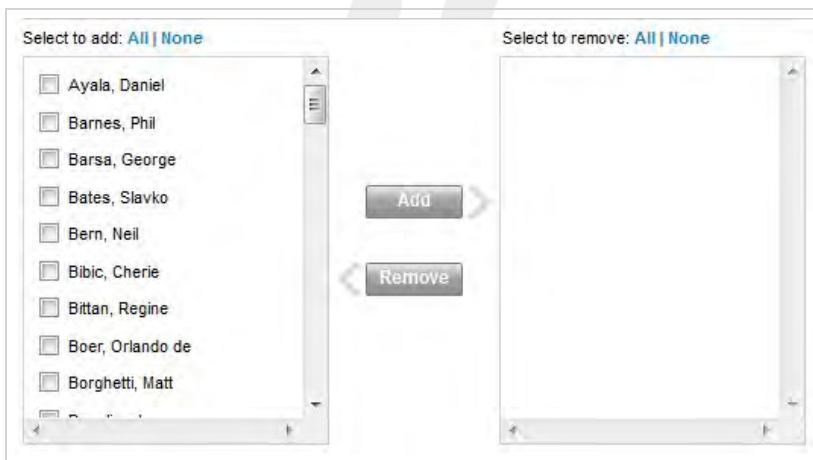 Select to add: All | None
Select to remove: All | None
Ayala, Daniel
Barnes, Phil
Barsa, George
Bates, Slavko
Bern, Neil
Bibic, Cherie
Bittan, Regine
Boer, Orlando de
Borghetti, Matt
Add
Remove